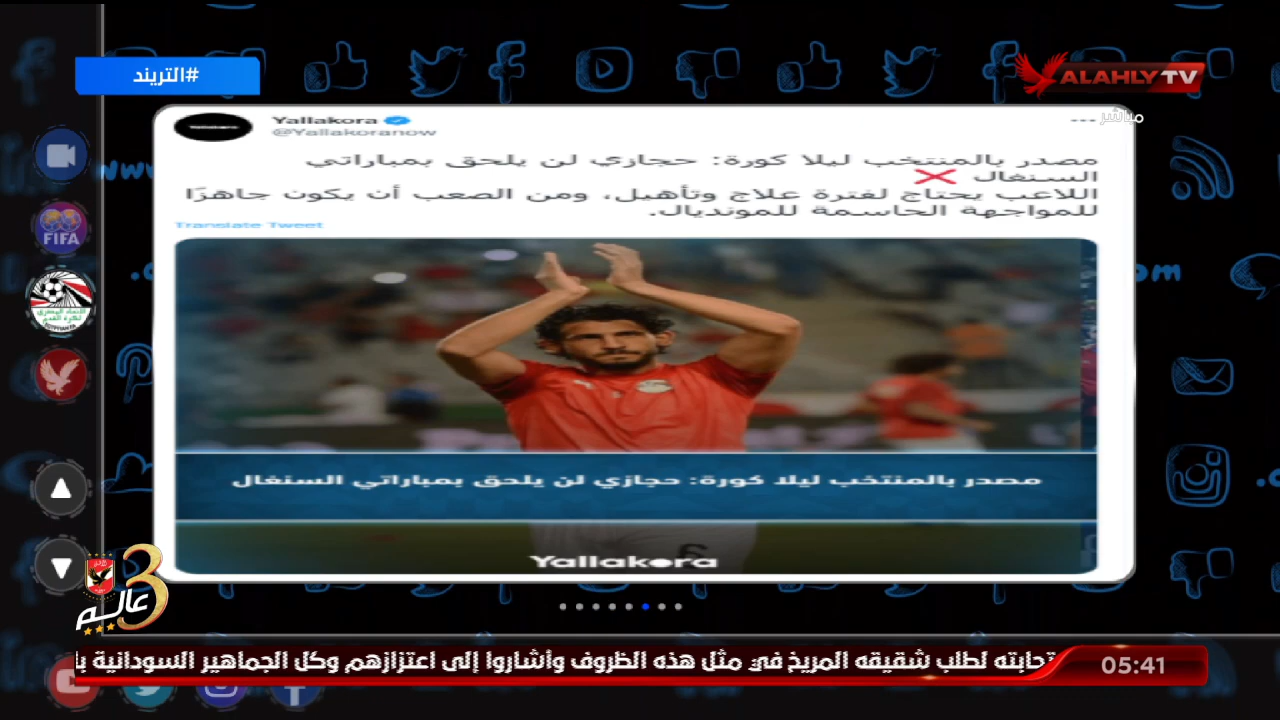 #التريند
ALAHLY TV
مباشر
Yallakora
@Yallakoranow
مصدر بالمنتخب ليلا كورة: حجازي لن يلحق بمباراتي
السنغال ❌
اللاعب يحتاج لفترة علاج وتأهيل، ومن الصعب أن يكون جاهزًا
للمواجهة الحاسمة للمونديال.
Translate Tweet
FIFA
مصدر بالمنتخب ليلا كورة: حجازي لن يلحق بمباراتي السنغال
Yallakora
3 عالم
تجابته لطلب شقيقه المريخ في مثل هذه الظروف وأشاروا إلى اعتزازهم وكل الجماهير السودانية با
05:41